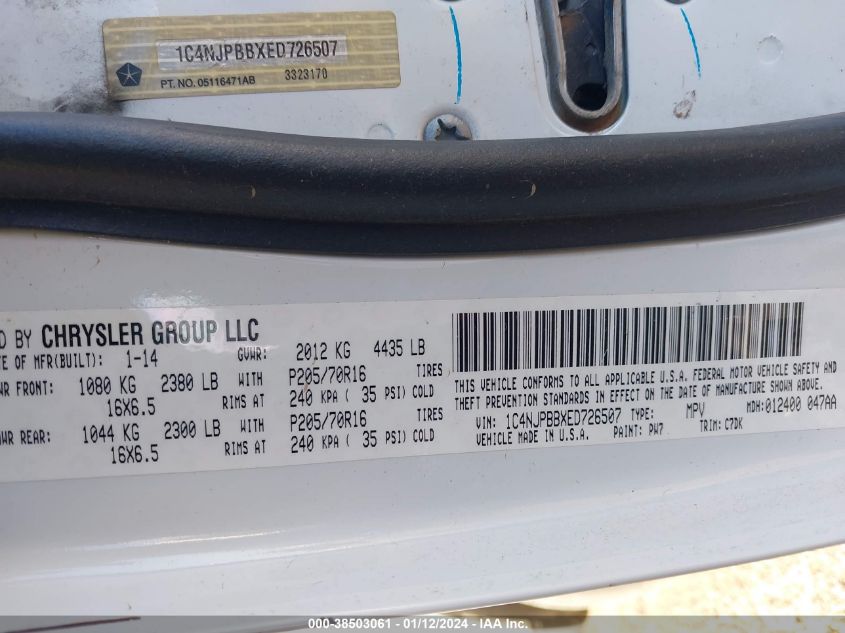 1C4NJPBBXED726507
PT. NO. 05116471AB 3323170
D BY CHRYSLER GROUP LLC
TE OF MFR(BUILT): 1-14 GVWR: 2012 KG 4435 LB
WR FRONT: 1080 KG 2380 LB WITH P205/70R16 TIRES
16X6.5 RIMS AT 240 KPA ( 35 PSI) COLD
WR REAR: 1044 KG 2300 LB WITH P205/70R16 TIRES
16X6.5 RIMS AT 240 KPA ( 35 PSI) COLD
THIS VEHICLE CONFORMS TO ALL APPLICABLE U.S.A. FEDERAL MOTOR VEHICLE SAFETY AND
THEFT PREVENTION STANDARDS IN EFFECT ON THE DATE OF MANUFACTURE SHOWN ABOVE.
VIN: 1C4NJPBBXED726507 TYPE: MPV MDH:012400 047AA
VEHICLE MADE IN U.S.A. PAINT: PW7 TRIM: C7DK
000-38503061 - 01/12/2024 - IAA Inc.